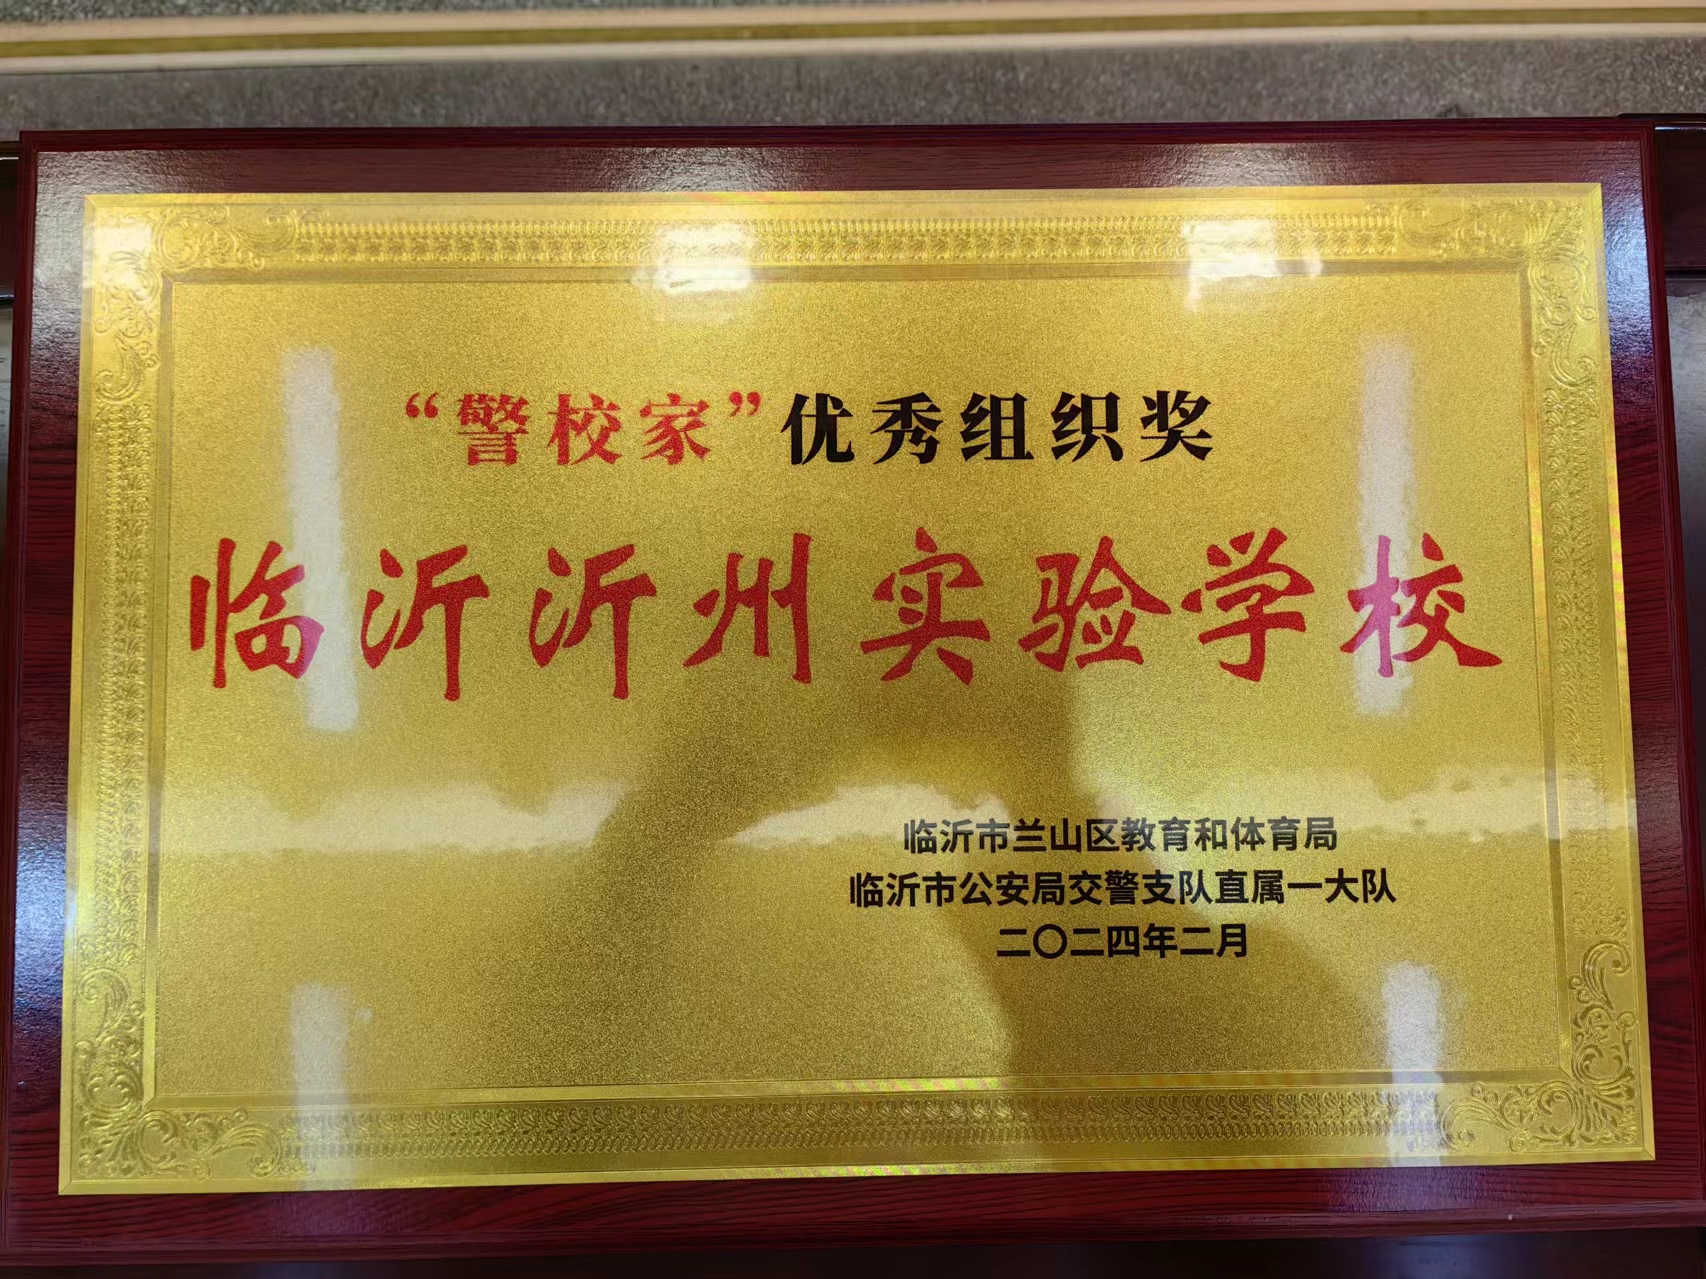 “警校家”优秀组织奖
临沂沂州实验学校
临沂市兰山区教育和体育局
临沂市公安局交警支队直属一大队
二〇二四年二月